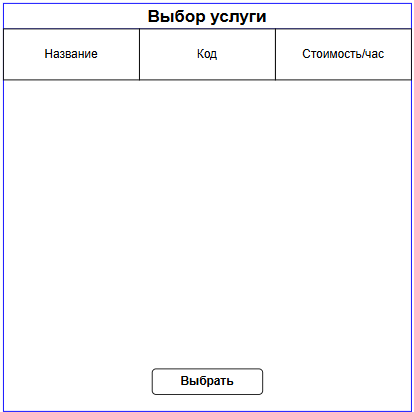 Выбор услуги
Название Код Стоимость/час
Выбрать